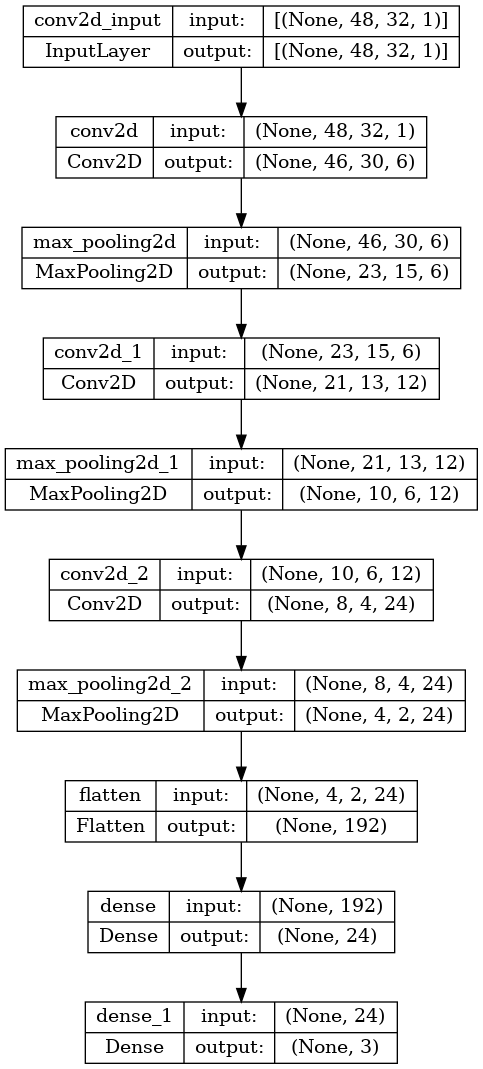 conv2d_input input: [(None, 48, 32, 1)]
InputLayer output: [(None, 48, 32, 1)]
conv2d input: (None, 48, 32, 1)
Conv2D output: (None, 46, 30, 6)
max_pooling2d input: (None, 46, 30, 6)
MaxPooling2D output: (None, 23, 15, 6)
conv2d_1 input: (None, 23, 15, 6)
Conv2D output: (None, 21, 13, 12)
max_pooling2d_1 input: (None, 21, 13, 12)
MaxPooling2D output: (None, 10, 6, 12)
conv2d_2 input: (None, 10, 6, 12)
Conv2D output: (None, 8, 4, 24)
max_pooling2d_2 input: (None, 8, 4, 24)
MaxPooling2D output: (None, 4, 2, 24)
flatten input: (None, 4, 2, 24)
Flatten output: (None, 192)
dense input: (None, 192)
Dense output: (None, 24)
dense_1 input: (None, 24)
Dense output: (None, 3)